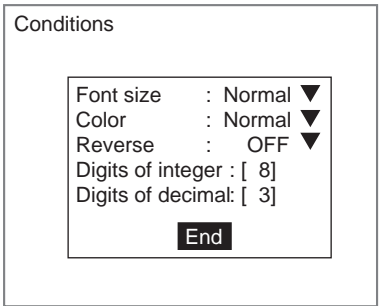 Conditions
Font size : Normal ▼
Color : Normal ▼
Reverse : OFF ▼
Digits of integer : [ 8]
Digits of decimal: [ 3]
End